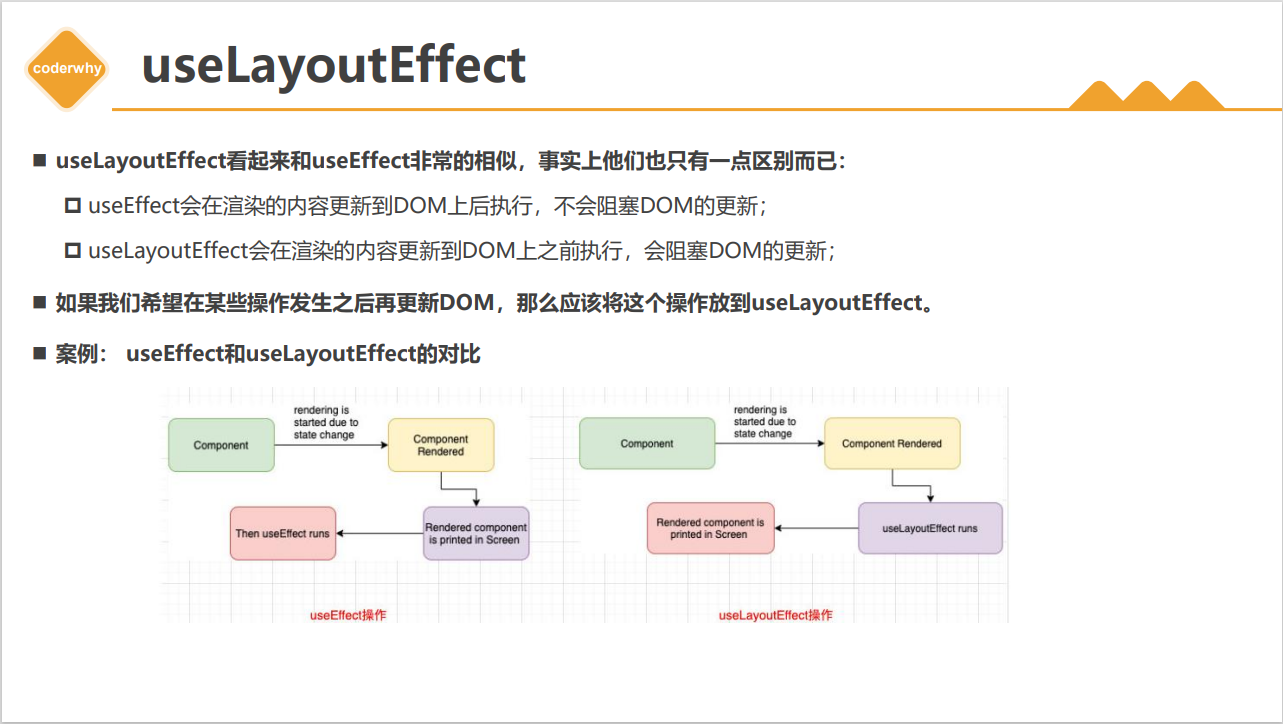 coderwhy
useLayoutEffect
useLayoutEffect看起来和useEffect非常的相似，事实上他们也只有一点区别而已：
useEffect会在渲染的内容更新到DOM上后执行，不会阻塞DOM的更新；
useLayoutEffect会在渲染的内容更新到DOM上之前执行，会阻塞DOM的更新；
如果我们希望在某些操作发生之后再更新DOM，那么应该将这个操作放到useLayoutEffect。
案例： useEffect和useLayoutEffect的对比
Component
rendering is
started due to
state change
Component
Rendered
Then useEffect runs
Rendered component
is printed in Screen
useEffect操作
Component
rendering is
started due to
state change
Component Rendered
Rendered component is
printed in Screen
useLayoutEffect runs
useLayoutEffect操作